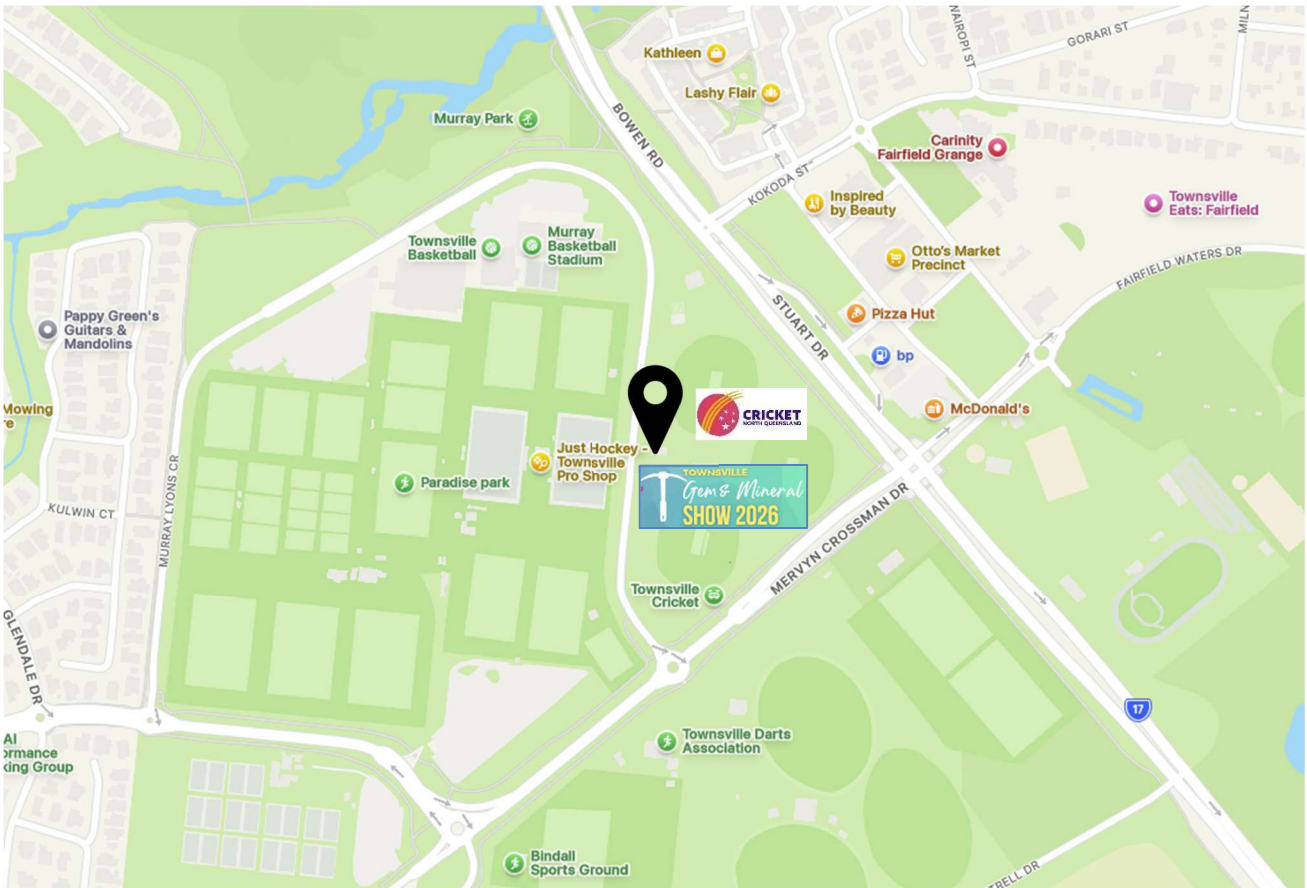 Kathleen
Lashy Flair
GORARI ST
BOWEN RD
Murray Park
Carinity
Fairfield Grange
KOKODA ST
Inspired
by Beauty
Townsville
Eats: Fairfield
Townsville
Basketball
Murray
Basketball
Stadium
Otto's Market
Precinct
FAIRFIELD WATERS DR
Pappy Green's
Guitars &
Mandolins
STUART DR
Pizza Hut
bp
McDonald's
CRICKET
NORTH QUEENSLAND
Mowing
Just Hockey -
Townsville
Pro Shop
Paradise park
TOWNSVILLE
Gem & Mineral
SHOW 2026
KULWIN CT
MURRAY LYONS CR
MERVYN CROSSMAN DR
Townsville
Cricket
GLENDALE DR
17
Townsville Darts
Association
AI
king Group
Bindall
Sports Ground